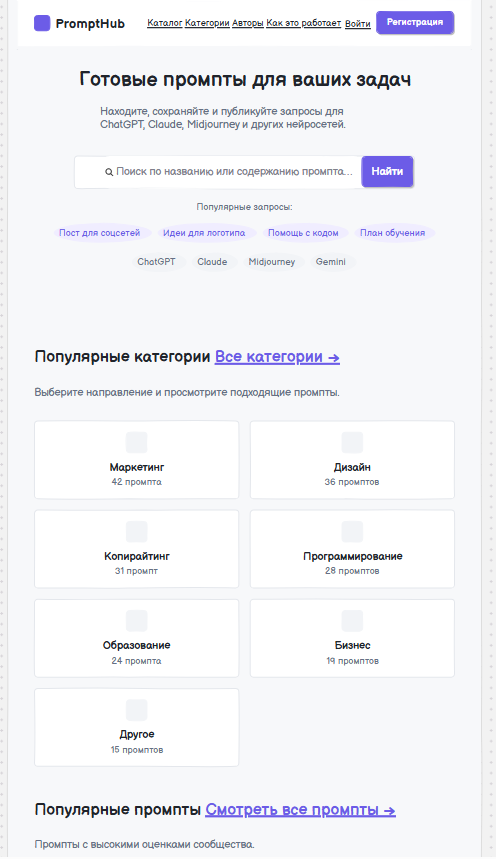 PromptHub Каталог Категории Авторы Как это работает Войти Регистрация
Готовые промпты для ваших задач
Находите, сохраняйте и публикуйте запросы для
ChatGPT, Claude, Midjourney и других нейросетей.
Поиск по названию или содержанию промпта... Найти
Популярные запросы:
Пост для соцсетей Идеи для логотипа Помощь с кодом План обучения
ChatGPT Claude Midjourney Gemini
Популярные категории Все категории →
Выберите направление и просмотрите подходящие промпты.
Маркетинг
42 промпта
Дизайн
36 промптов
Копирайтинг
31 промпт
Программирование
28 промптов
Образование
24 промпта
Бизнес
19 промптов
Другое
15 промптов
Популярные промпты Смотреть все промпты →
Промпты с высокими оценками сообщества.